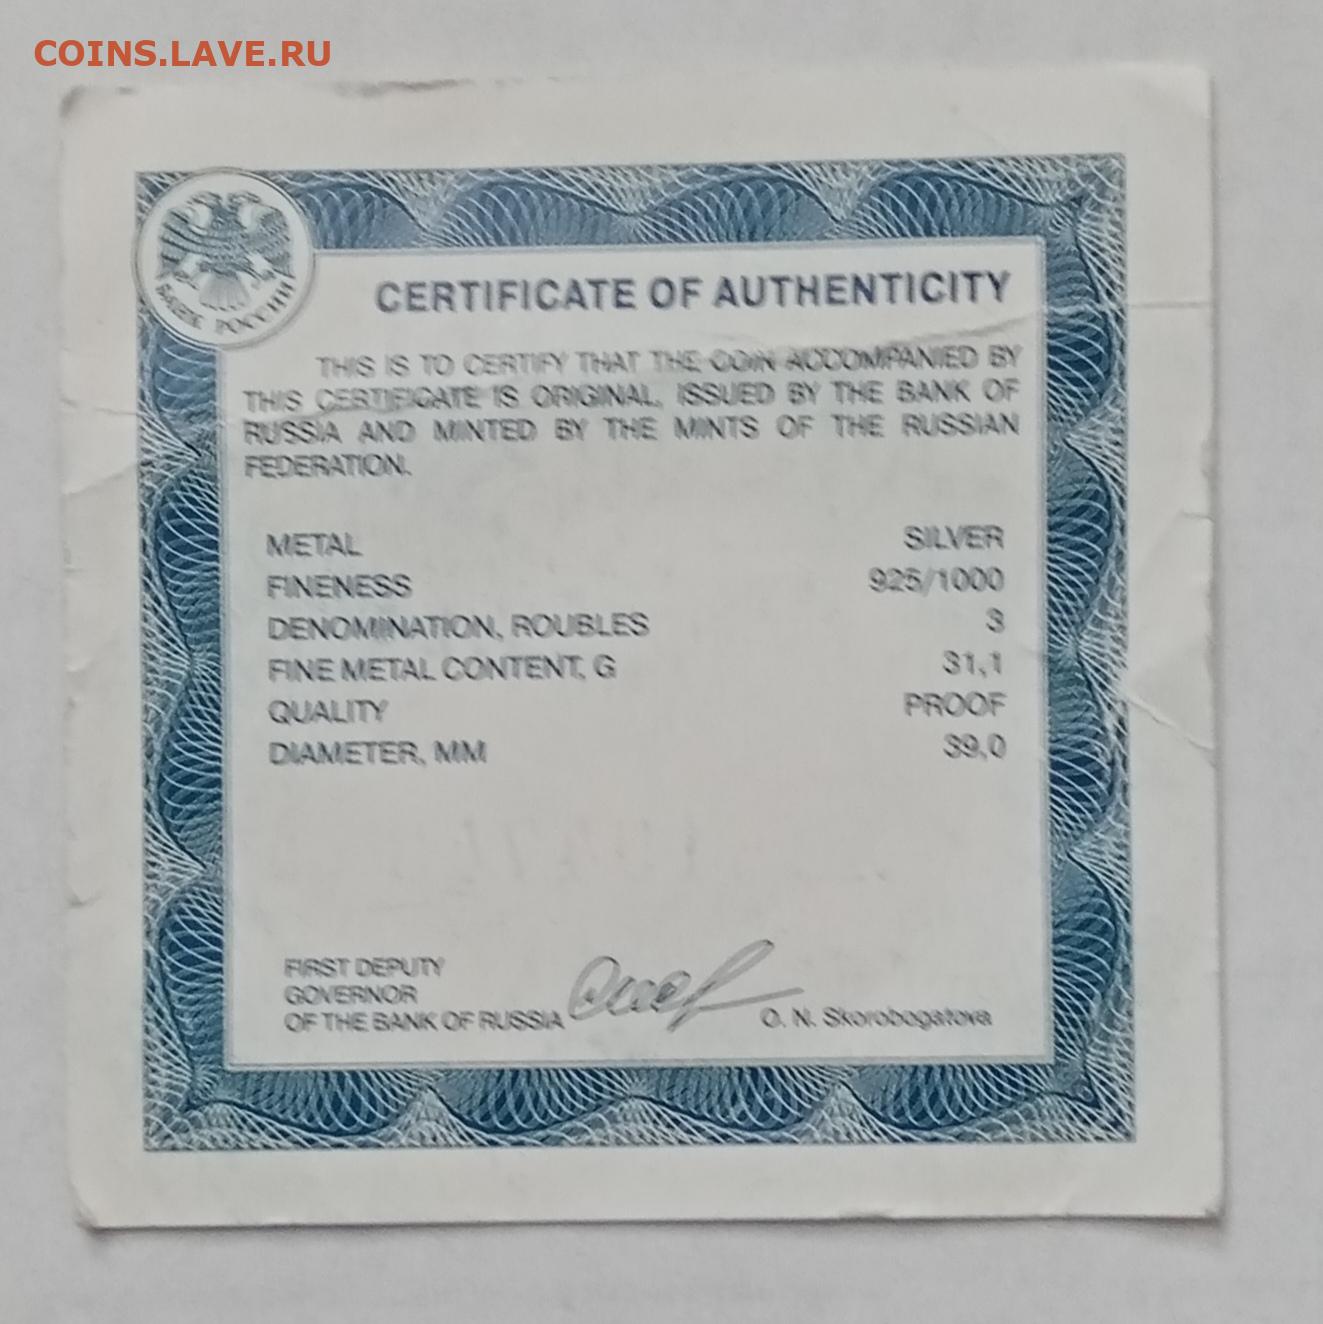 COINS.LAVE.RU
БАНК РОССИИ
CERTIFICATE OF AUTHENTICITY
THIS IS TO CERTIFY THAT THE COIN ACCOMPANIED BY
THIS CERTIFICATE IS ORIGINAL, ISSUED BY THE BANK OF
RUSSIA AND MINTED BY THE MINTS OF THE RUSSIAN
FEDERATION.
METAL SILVER
FINENESS 925/1000
DENOMINATION, ROUBLES 3
FINE METAL CONTENT, G 31,1
QUALITY PROOF
DIAMETER, MM 39,0
FIRST DEPUTY
GOVERNOR
OF THE BANK OF RUSSIA O. N. Skorobogatova